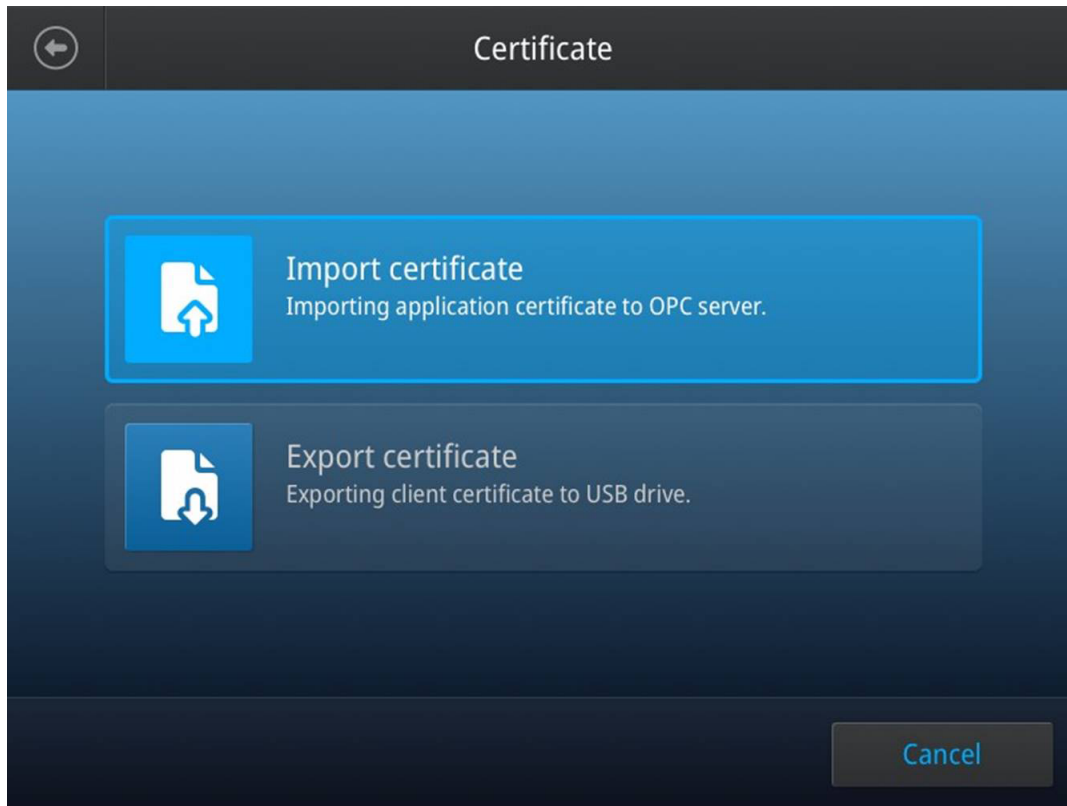 Certificate
Import certificate
Importing application certificate to OPC server.
Export certificate
Exporting client certificate to USB drive.
Cancel